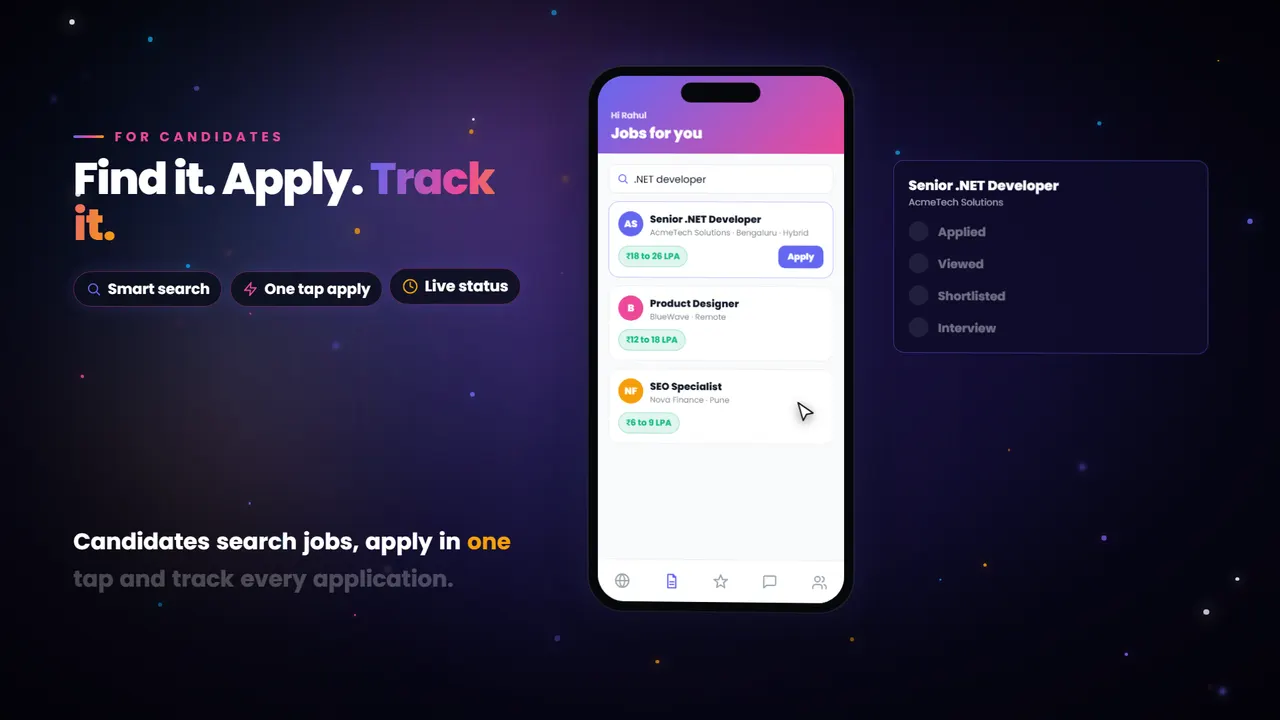 FOR CANDIDATES
Find it. Apply. Track
it.
Smart search
One tap apply
Live status
Candidates search jobs, apply in one
tap and track every application.
Hi Rahul
Jobs for you
.NET developer
AS
Senior .NET Developer
AcmeTech Solutions · Bengaluru · Hybrid
₹18 to 26 LPA
Apply
B
Product Designer
BlueWave · Remote
₹12 to 18 LPA
NF
SEO Specialist
Nova Finance · Pune
₹6 to 9 LPA
Senior .NET Developer
AcmeTech Solutions
Applied
Viewed
Shortlisted
Interview